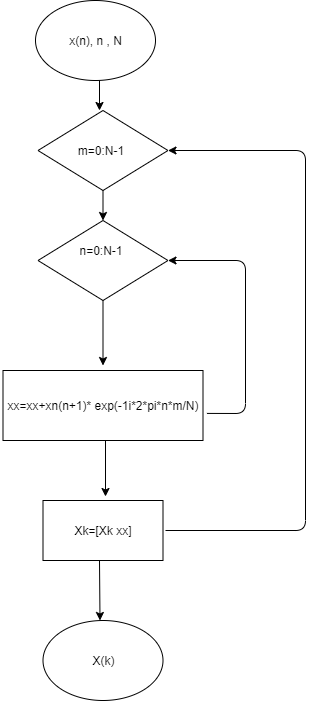 x(n), n , N
m=0:N-1
n=0:N-1
xx=xx+xn(n+1)* exp(-1i*2*pi*n*m/N)
Xk=[Xk xx]
X(k)